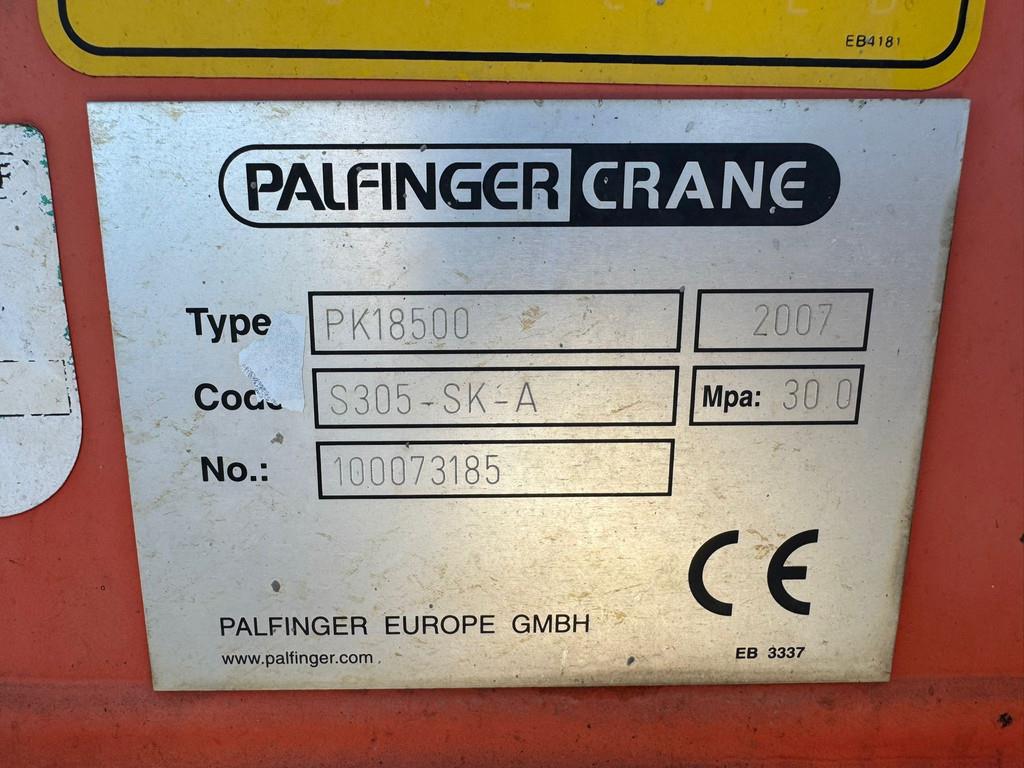 EB4181
PALFINGER CRANE
Type PK18500 2007
Code S305-SK-A Mpa: 30.0
No.: 100073185
CE
PALFINGER EUROPE GMBH
www.palfinger.com
EB 3337